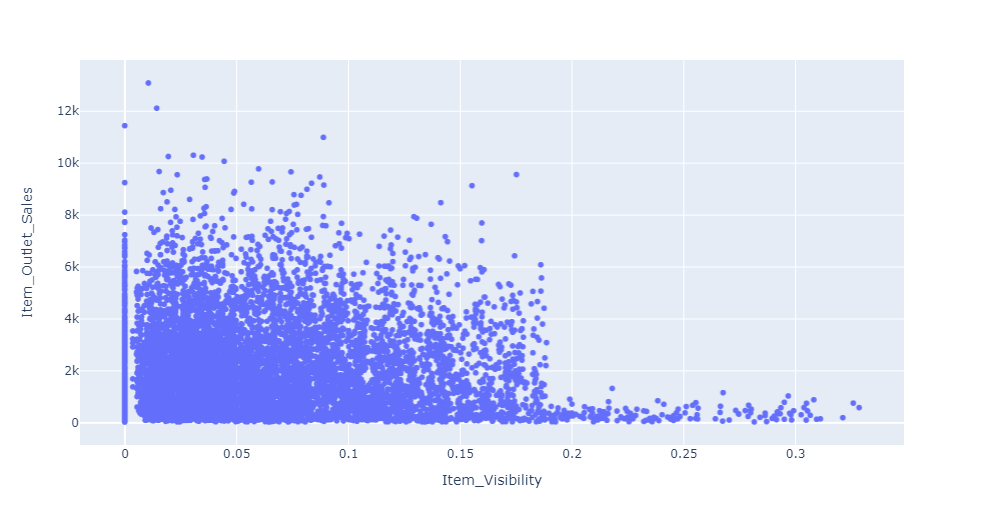 12k
10k
8k
6k
4k
2k
0
Item_Outlet_Sales
0 0.05 0.1 0.15 0.2 0.25 0.3
Item_Visibility